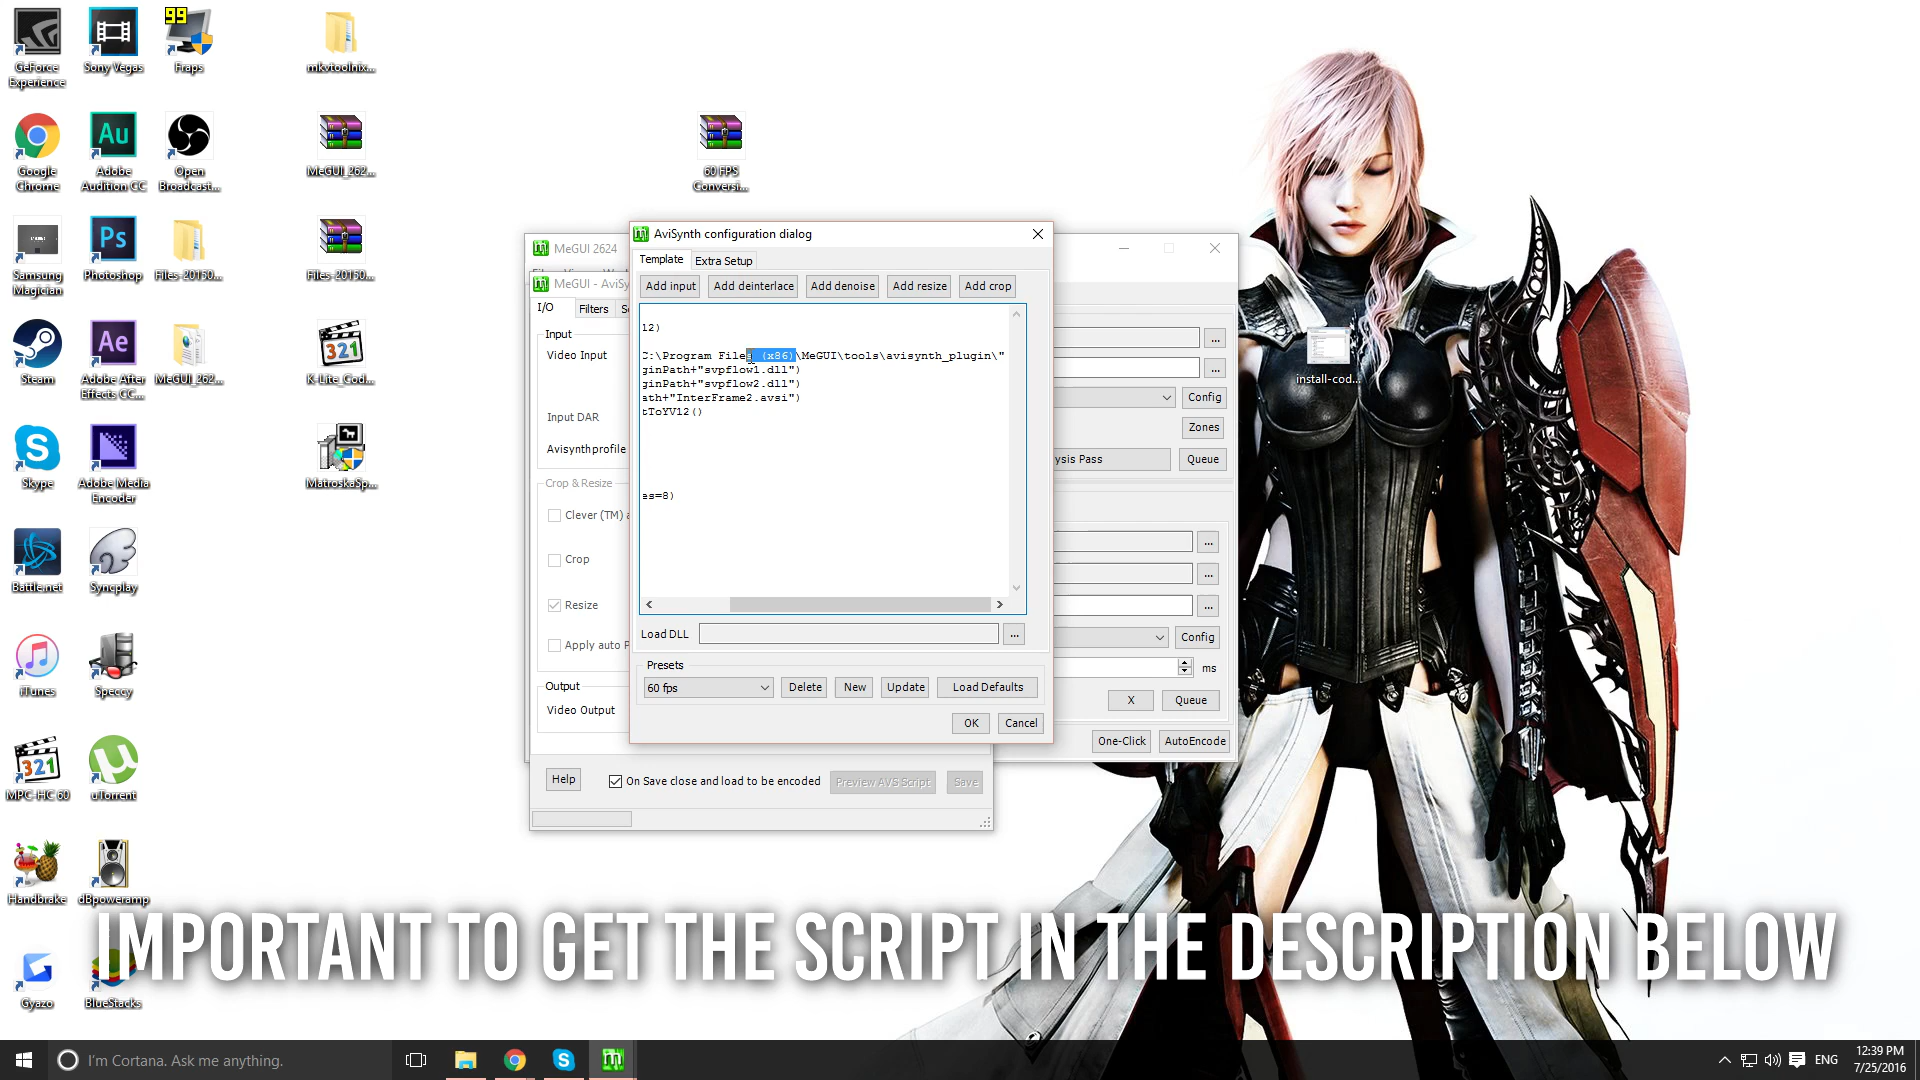 99
GeForce
Experience
Sony Vegas
Fraps
mkvtoolnix...
Google
Chrome
Au
Adobe
Audition CC
Open
Broadcast...
MeGUI_262...
60 FPS
Conversi...
Samsung
Magician
Ps
Photoshop
Files-20150...
Files-20150...
Steam
Ae
Adobe After
Effects CC...
MeGUI_262...
321
K-Lite_Cod...
Skype
Adobe Media
Encoder
MatroskaSp...
Battle.net
Syncplay
iTunes
Speccy
321
MPC-HC 60
uTorrent
Handbrake
dBpoweramp
Gyazo
BlueStacks
install-cod...
MeGUI 2624
MeGUI - AviS
I/O
Filters
Input
Video Input
Input DAR
Avisynthprofile
Crop & Resize
Clever (TM) a
Crop
Resize
Apply auto P
Output
Video Output
Help
On Save close and load to be encoded
Preview AVS Script
Save
AviSynth configuration dialog
Template
Extra Setup
Add input
Add deinterlace
Add denoise
Add resize
Add crop
12)
C:\Program Files (x86)\MeGUI\tools\avisynth_plugin\"
ginPath+"svpflow1.dll")
ginPath+"svpflow2.dll")
ath+"InterFrame2.avsi")
tToYV12()
es=8)
Load DLL
...
Presets
60 fps
Delete
New
Update
Load Defaults
OK
Cancel
...
...
Config
Zones
ysis Pass
Queue
...
...
...
Config
ms
X
Queue
One-Click
AutoEncode
IMPORTANT TO GET THE SCRIPT IN THE DESCRIPTION BELOW
I'm Cortana. Ask me anything.
ENG
12:39 PM
7/25/2016